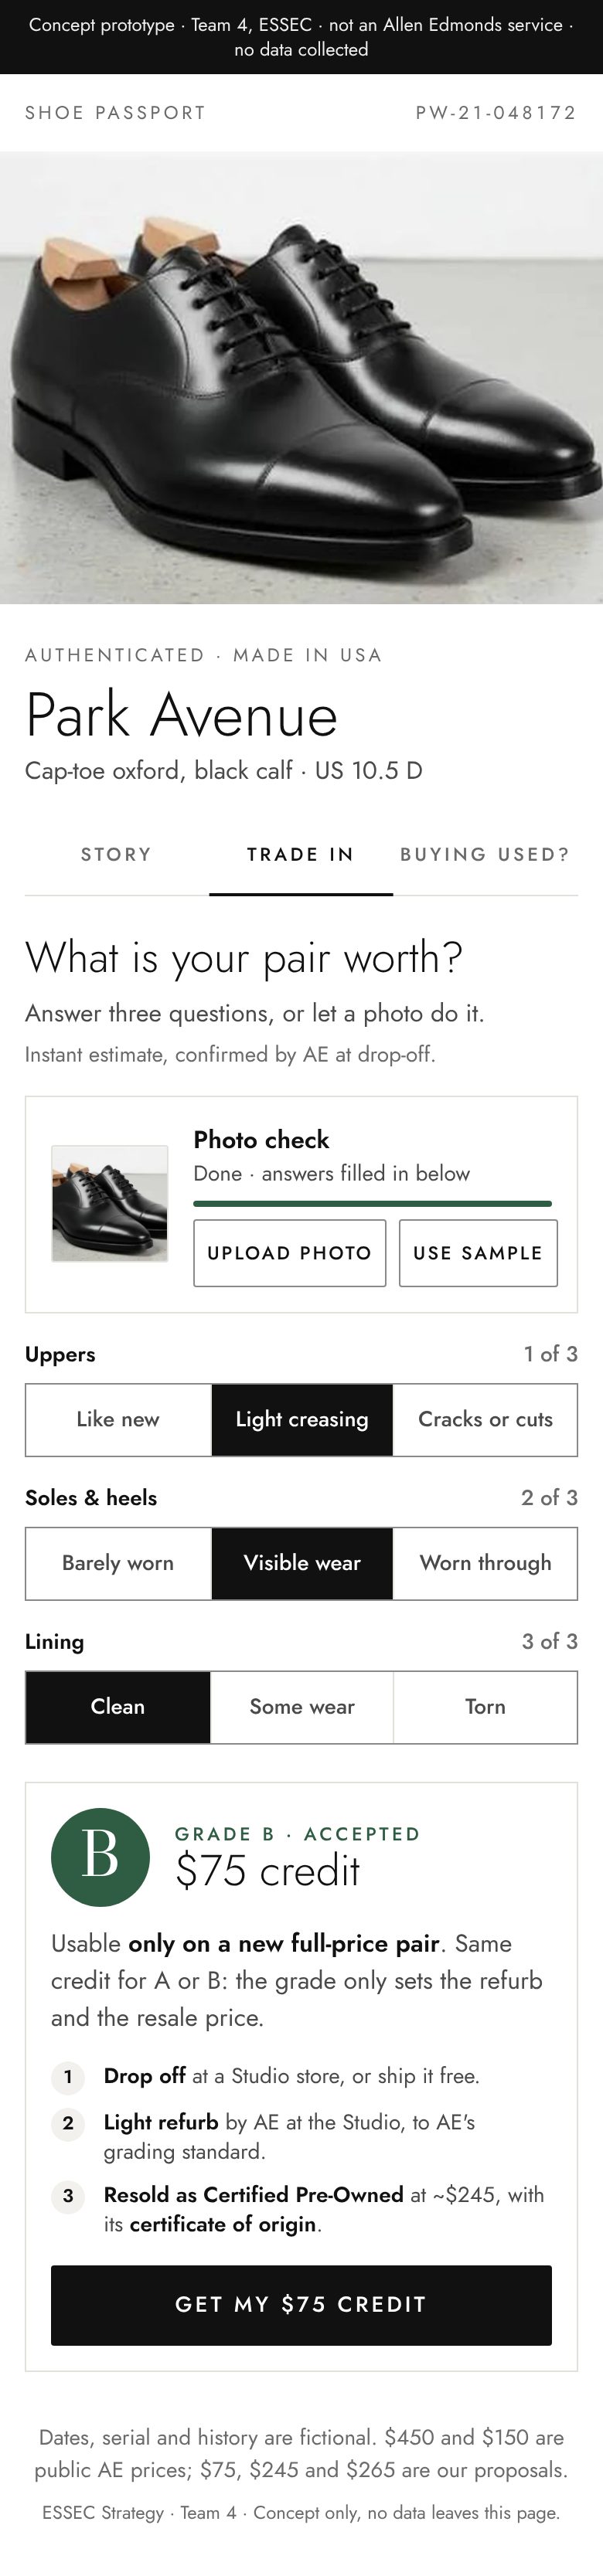 Concept prototype · Team 4, ESSEC · not an Allen Edmonds service ·
no data collected
SHOE PASSPORT
PW-21-048172
AUTHENTICATED · MADE IN USA
Park Avenue
Cap-toe oxford, black calf · US 10.5 D
STORY
TRADE IN
BUYING USED?
What is your pair worth?
Answer three questions, or let a photo do it.
Instant estimate, confirmed by AE at drop-off.
Photo check
Done · answers filled in below
UPLOAD PHOTO
USE SAMPLE
Uppers
1 of 3
Like new
Light creasing
Cracks or cuts
Soles & heels
2 of 3
Barely worn
Visible wear
Worn through
Lining
3 of 3
Clean
Some wear
Torn
B
GRADE B · ACCEPTED
$75 credit
Usable only on a new full-price pair. Same
credit for A or B: the grade only sets the refurb
and the resale price.
1 Drop off at a Studio store, or ship it free.
2 Light refurb by AE at the Studio, to AE's
grading standard.
3 Resold as Certified Pre-Owned at ~$245, with
its certificate of origin.
GET MY $75 CREDIT
Dates, serial and history are fictional. $450 and $150 are
public AE prices; $75, $245 and $265 are our proposals.
ESSEC Strategy · Team 4 · Concept only, no data leaves this page.